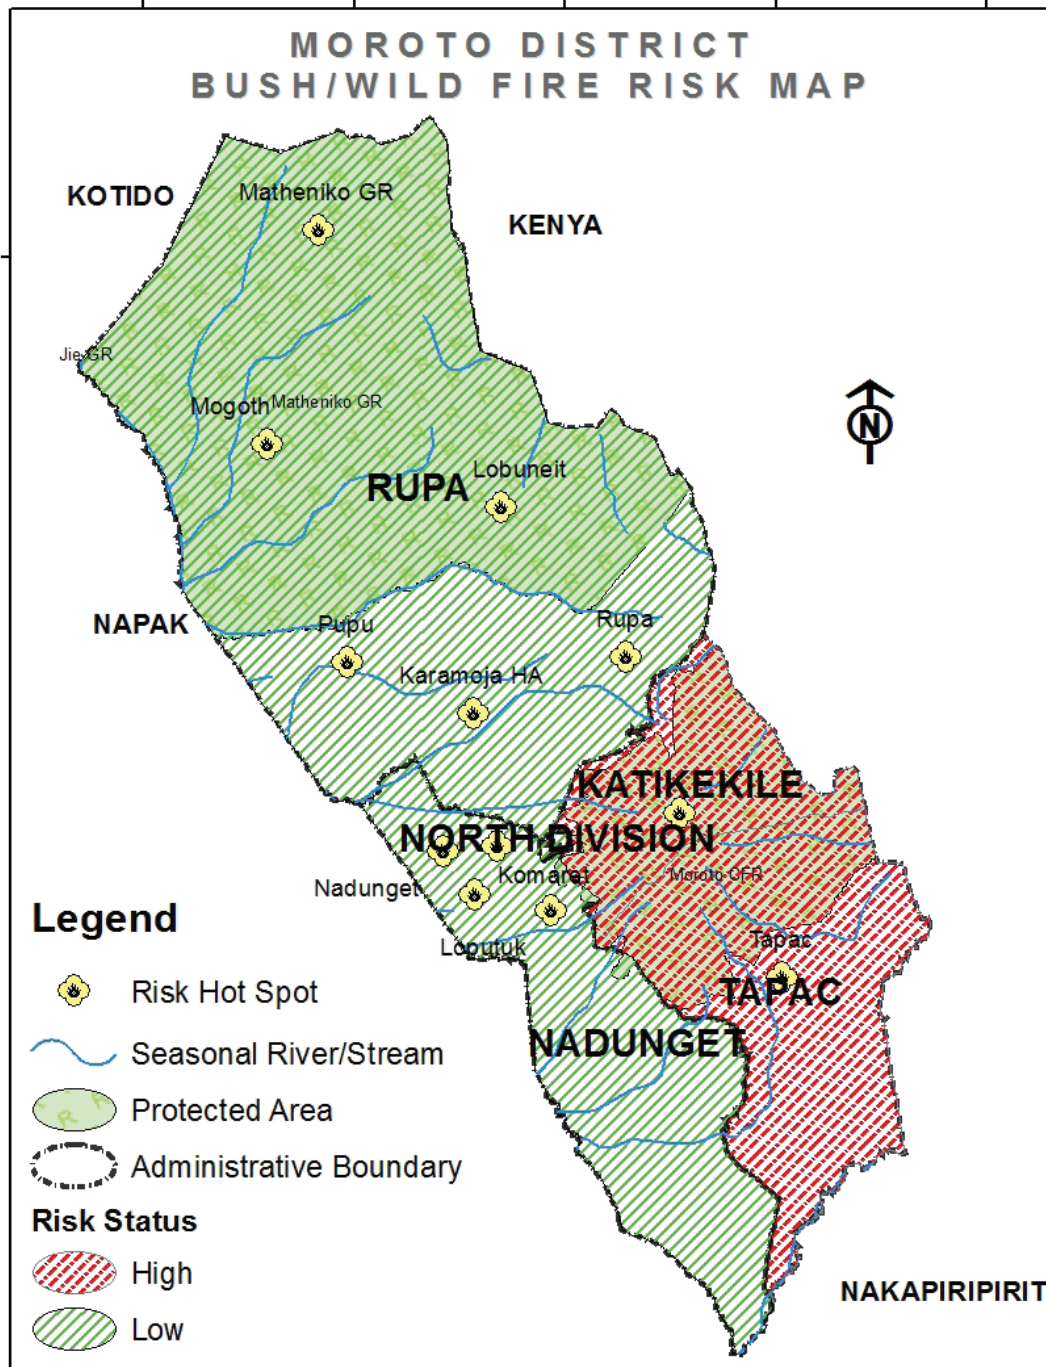 MOROTO DISTRICT
BUSH/WILD FIRE RISK MAP
KOTIDO
Matheniko GR
KENYA
Jie GR
Mogoth
Matheniko GR
N
RUPA
Lobuneit
NAPAK
Pupu
Rupa
Karamoja HA
KATIKEKILE
NORTH DIVISION
Nadunget
Komaret
Moroto CFR
Loputuk
Tapac
TAPAC
NADUNGET
Legend
Risk Hot Spot
Seasonal River/Stream
Protected Area
Administrative Boundary
Risk Status
High
Low
NAKAPIRIPIRIT